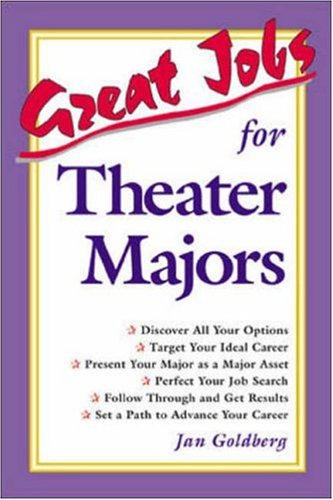 Great Jobs
for
Theater
Majors
☆ Discover All Your Options
☆ Target Your Ideal Career
☆ Present Your Major as a Major Asset
☆ Perfect Your Job Search
☆ Follow Through and Get Results
☆ Set a Path to Advance Your Career
Jan Goldberg